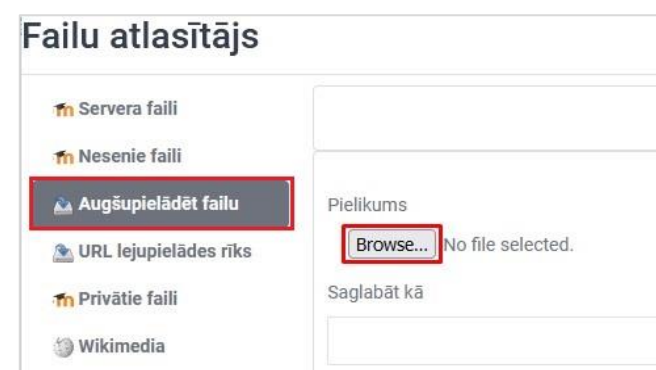 Failu atlasītājs
Servera faili
Nesenie faili
Augšupielādēt failu
URL lejupielādes rīks
Privātie faili
Wikimedia
Pielikums
Browse... No file selected.
Saglabāt kā